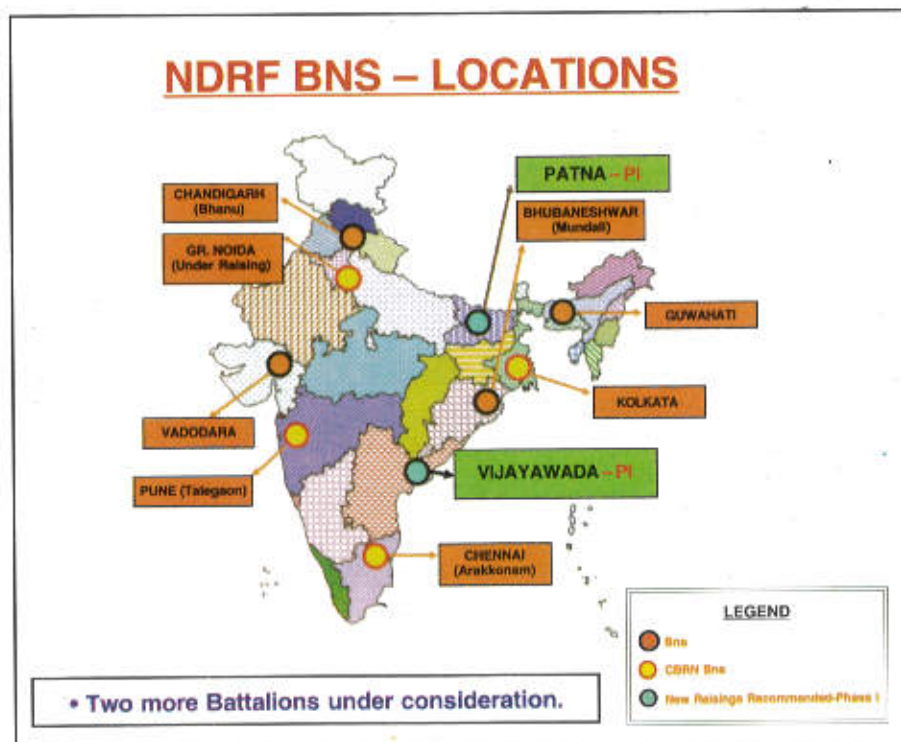 NDRF BNS – LOCATIONS
PATNA – PI
CHANDIGARH
(Bhanu)
BHUBANESHWAR
(Mundali)
GR. NOIDA
(Under Raising)
GUWAHATI
KOLKATA
VADODARA
VIJAYAWADA – PI
PUNE (Talegaon)
CHENNAI
(Arakkonam)
LEGEND
Bns
CBRN Bns
New Reisings Recommended-Phase I
• Two more Battalions under consideration.